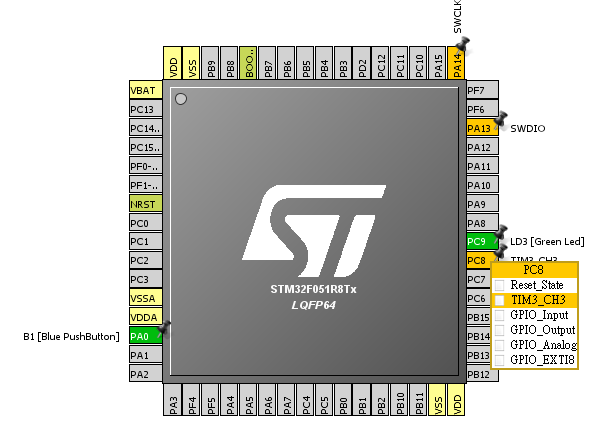 SWCLK
VDD
VSS
PB9
PB8
BOO..
PB7
PB6
PB5
PB4
PB3
PD2
PC12
PC11
PC10
PA15
PA14
VBAT
PC13
PC14..
PC15..
PF0-..
PF1-..
NRST
PC0
PC1
PC2
PC3
VSSA
VDDA
B1 [Blue PushButton]
PA0
PA1
PA2
ST
STM32F051R8Tx
LQFP64
PF7
PF6
PA13
SWDIO
PA12
PA11
PA10
PA9
PA8
PC9
LD3 [Green Led]
PC8
TIM3_CH3
PC7
PC6
PB15
PB14
PB13
PB12
PC8
Reset_State
TIM3_CH3
GPIO_Input
GPIO_Output
GPIO_Analog
GPIO_EXTI8
PA3
PF4
PF5
PA4
PA5
PA6
PA7
PC4
PC5
PB0
PB1
PB2
PB10
PB11
VSS
VDD